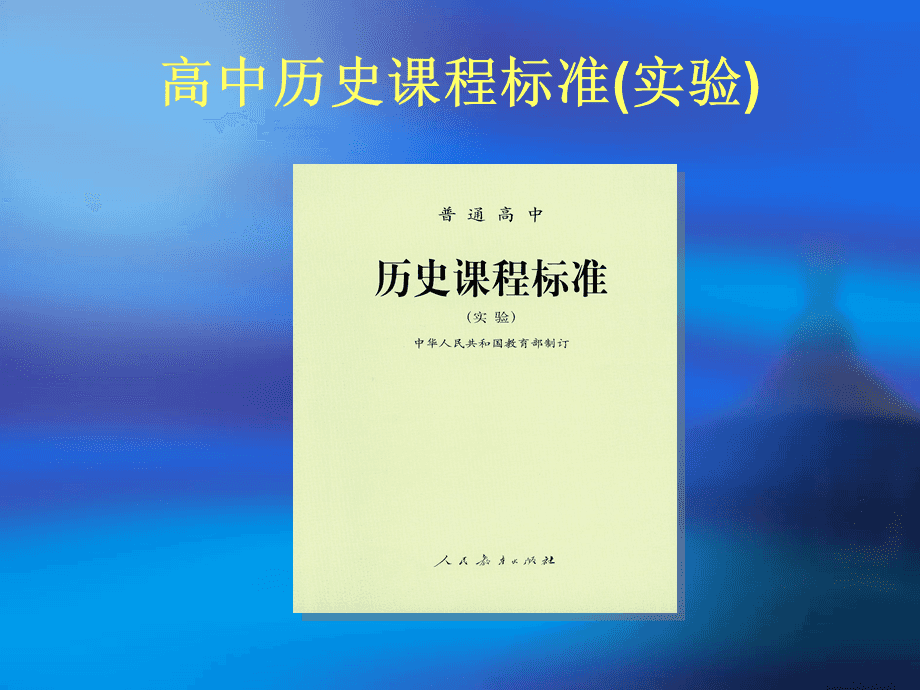 高中历史课程标准(实验)
普通高中
历史课程标准
(实验)
中华人民共和国教育部制订
人民教育出版社